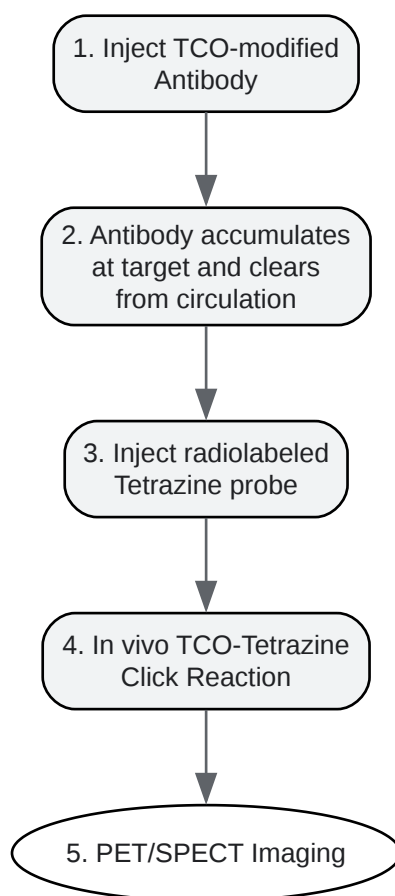 1. Inject TCO-modified
Antibody
2. Antibody accumulates
at target and clears
from circulation
3. Inject radiolabeled
Tetrazine probe
4. In vivo TCO-Tetrazine
Click Reaction
5. PET/SPECT Imaging